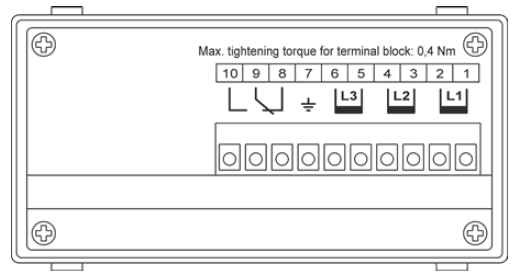 Max. tightening torque for terminal block: 0,4 Nm
10 9 8 7 6 5 4 3 2 1
L3 L2 L1